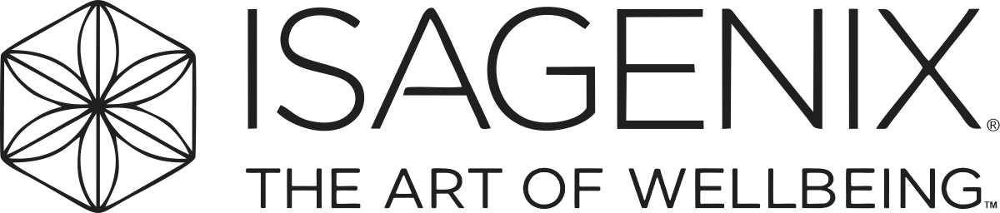 ISAGENIX®
THE ART OF WELLBEING™